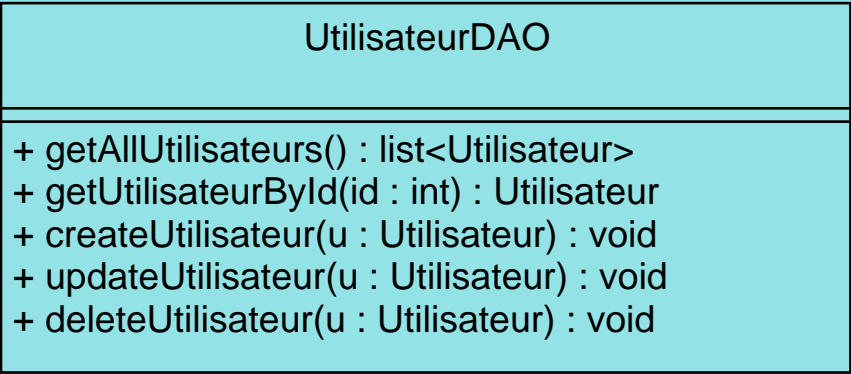 UtilisateurDAO
+ getAllUtilisateurs() : list<Utilisateur>
+ getUtilisateurById(id : int) : Utilisateur
+ createUtilisateur(u : Utilisateur) : void
+ updateUtilisateur(u : Utilisateur) : void
+ deleteUtilisateur(u : Utilisateur) : void